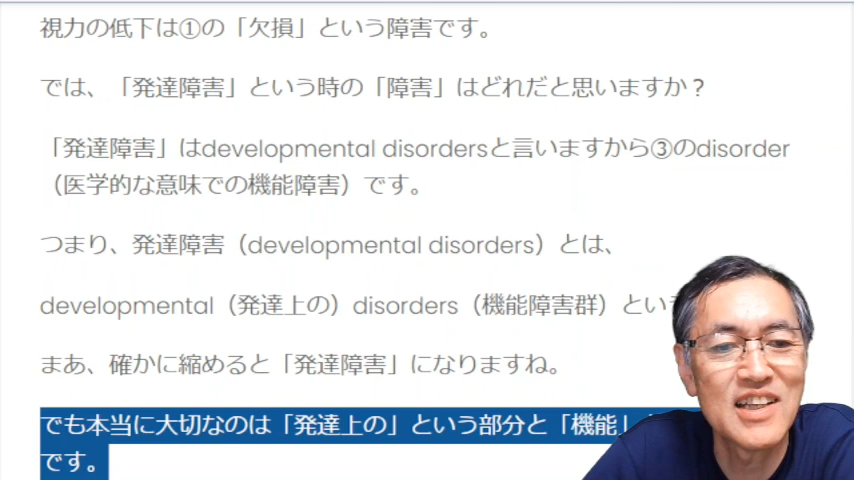 視力の低下は①の「欠損」という障害です。
では、「発達障害」という時の「障害」はどれだと思いますか？
「発達障害」はdevelopmental disordersと言いますから③のdisorder
（医学的な意味での機能障害）です。
つまり、発達障害（developmental disorders）とは、
developmental（発達上の）disorders（機能障害群）とい
まあ、確かに縮めると「発達障害」になりますね。
でも本当に大切なのは「発達上の」という部分と「機能」
です。